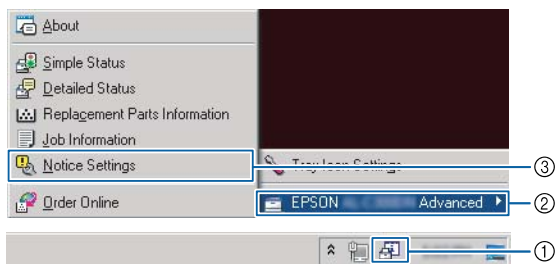 About
Simple Status
Detailed Status
Replacement Parts Information
Job Information
Notice Settings
Order Online
Tray Icon Settings
EPSON Advanced
3
2
1